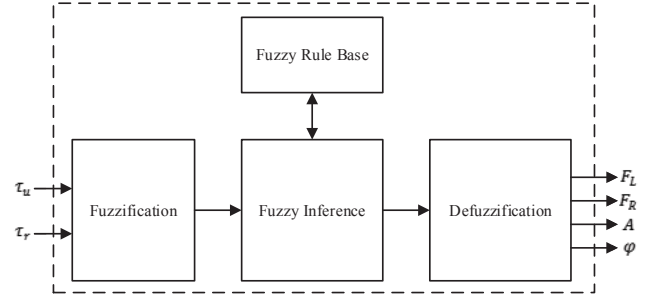 Fuzzy Rule Base
τ_u
τ_r
Fuzzification
Fuzzy Inference
Defuzzification
F_L
F_R
A
φ